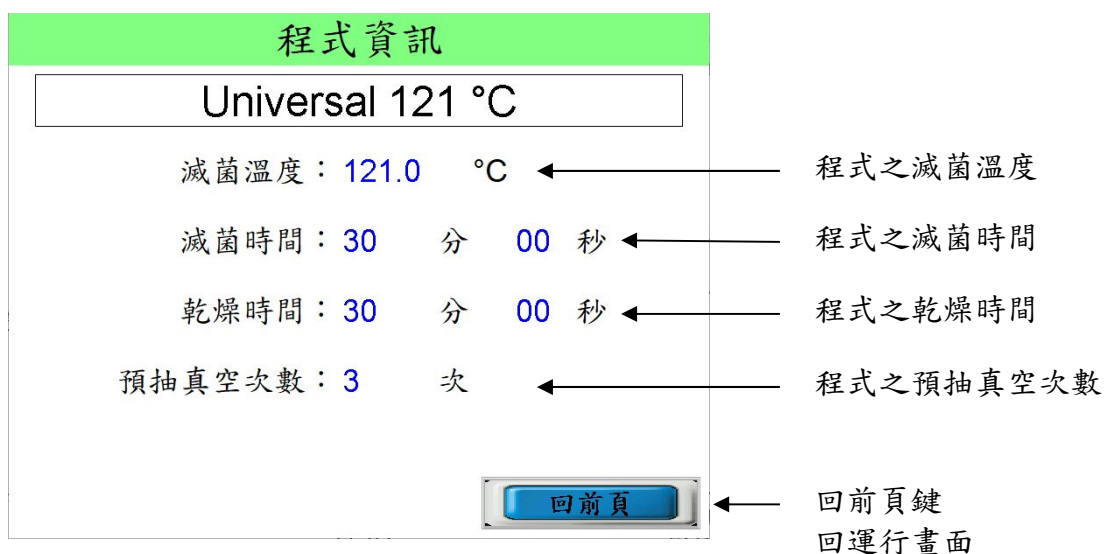 程式資訊
Universal 121 °C
滅菌溫度：121.0 °C
程式之滅菌溫度
滅菌時間：30 分 00 秒
程式之滅菌時間
乾燥時間：30 分 00 秒
程式之乾燥時間
預抽真空次數：3 次
程式之預抽真空次數
回前頁
回前頁鍵
回運行畫面